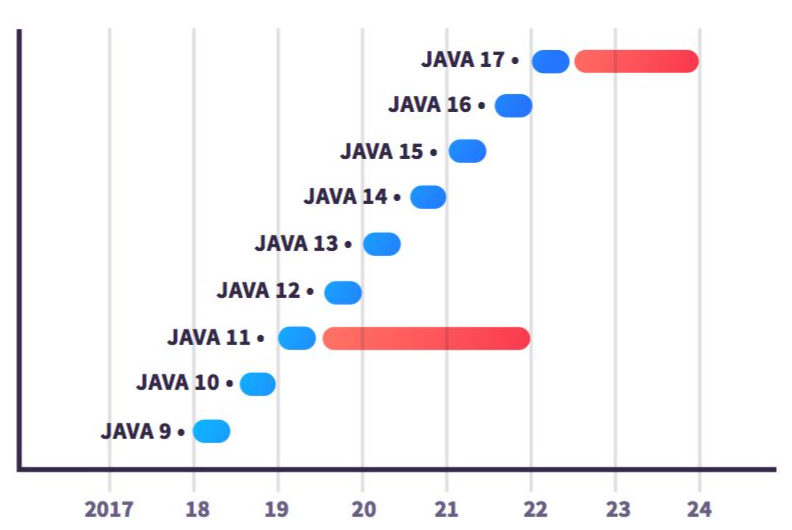 JAVA 17 •
JAVA 16 •
JAVA 15 •
JAVA 14 •
JAVA 13 •
JAVA 12 •
JAVA 11 •
JAVA 10 •
JAVA 9 •
2017 18 19 20 21 22 23 24